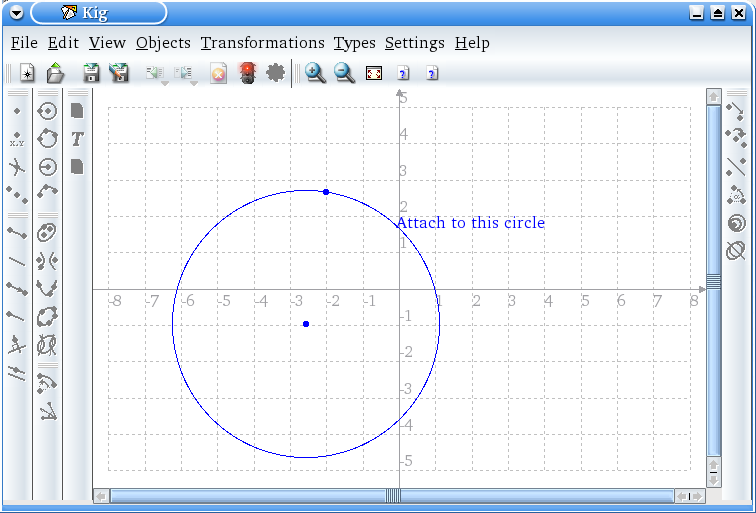 Kig
File Edit View Objects Transformations Types Settings Help
X,Y
T
5
4
3
2
Attach to this circle
1
-8 -7 -6 -5 -4 -3 -2 -1 1 2 3 4 5 6 7 8
-1
-2
-3
-4
-5